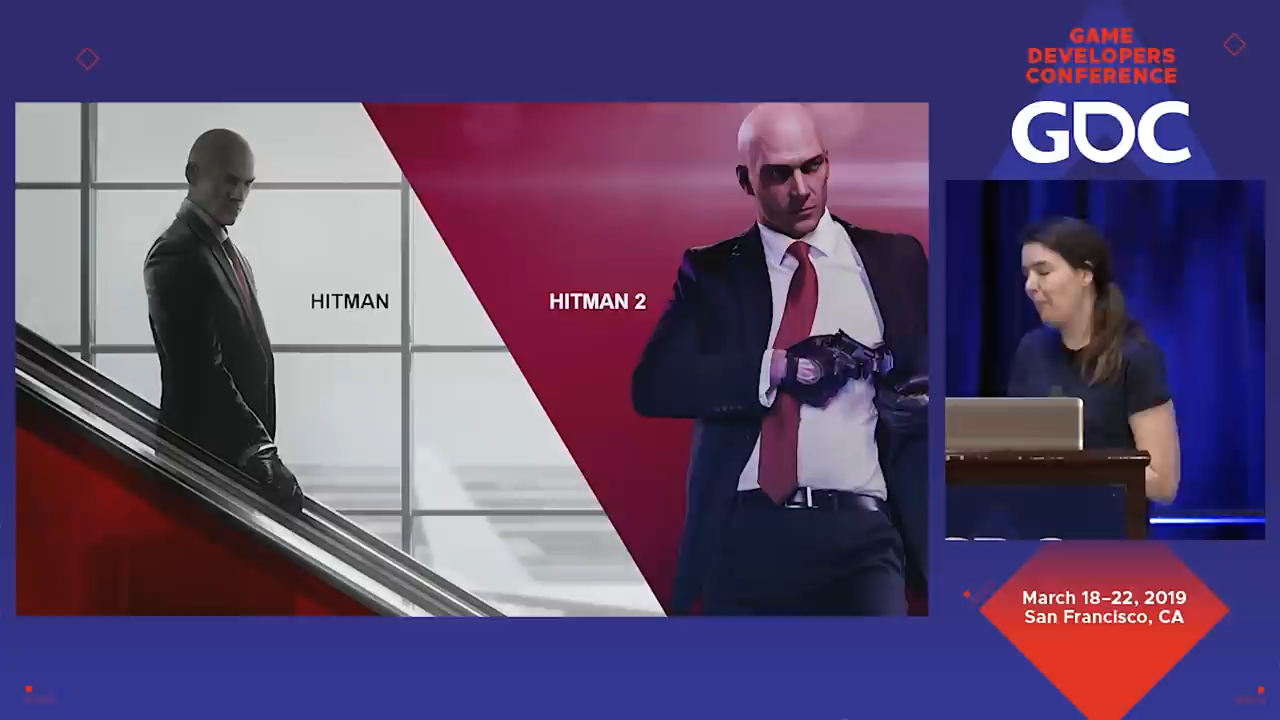 GAME
DEVELOPERS
CONFERENCE
GDC
HITMAN
HITMAN 2
March 18–22, 2019
San Francisco, CA